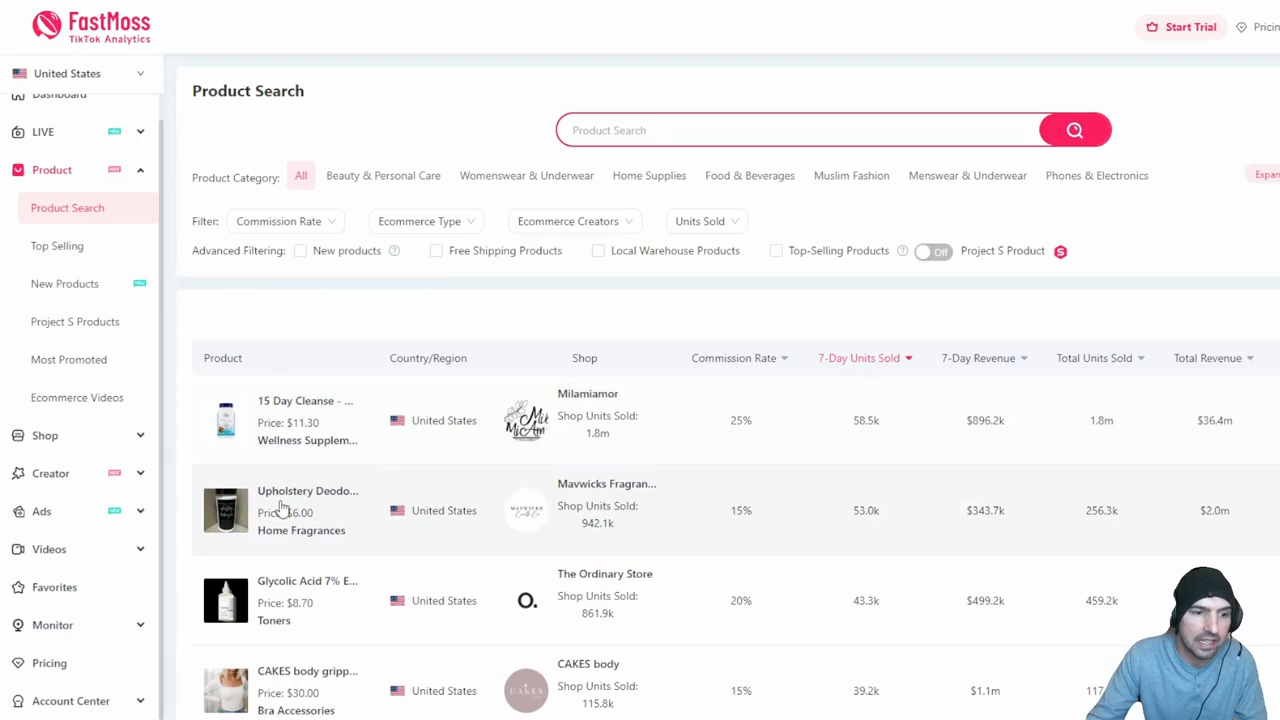 FastMoss
TikTok Analytics
Start Trial
Pricin
United States
Dashboard
LIVE
Product
Product Search
Top Selling
New Products
Project S Products
Most Promoted
Ecommerce Videos
Shop
Creator
Ads
Videos
Favorites
Monitor
Pricing
Account Center
Product Search
Product Search
Product Category: All Beauty & Personal Care Womenswear & Underwear Home Supplies Food & Beverages Muslim Fashion Menswear & Underwear Phones & Electronics Expan
Filter: Commission Rate Ecommerce Type Ecommerce Creators Units Sold
Advanced Filtering: New products Free Shipping Products Local Warehouse Products Top-Selling Products Off Project S Product
Product Country/Region Shop Commission Rate 7-Day Units Sold 7-Day Revenue Total Units Sold Total Revenue
15 Day Cleanse - ...
Price: $11.30
Wellness Supplem...
United States
Milamiamor
Shop Units Sold:
1.8m
25% 58.5k $896.2k 1.8m $36.4m
Upholstery Deodo...
$6.00
Home Fragrances
United States
Mavwicks Fragran...
Shop Units Sold:
942.1k
15% 53.0k $343.7k 256.3k $2.0m
Glycolic Acid 7% E...
Price: $8.70
Toners
United States
O.
The Ordinary Store
Shop Units Sold:
861.9k
20% 43.3k $499.2k 459.2k
CAKES body gripp...
Price: $30.00
Bra Accessories
United States
CAKES
CAKES body
Shop Units Sold:
115.8k
15% 39.2k $1.1m 117